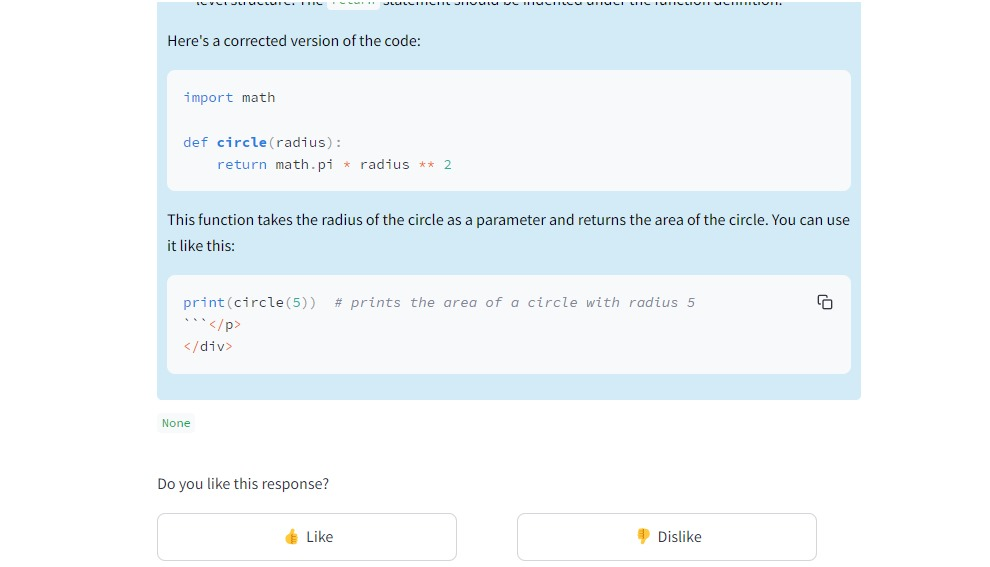 level structure. The return statement should be indented under the function definition.
Here's a corrected version of the code:
import math
def circle(radius):
    return math.pi * radius ** 2
This function takes the radius of the circle as a parameter and returns the area of the circle. You can use
it like this:
print(circle(5))  # prints the area of a circle with radius 5
```</p>
</div>
None
Do you like this response?
👍 Like
👎 Dislike